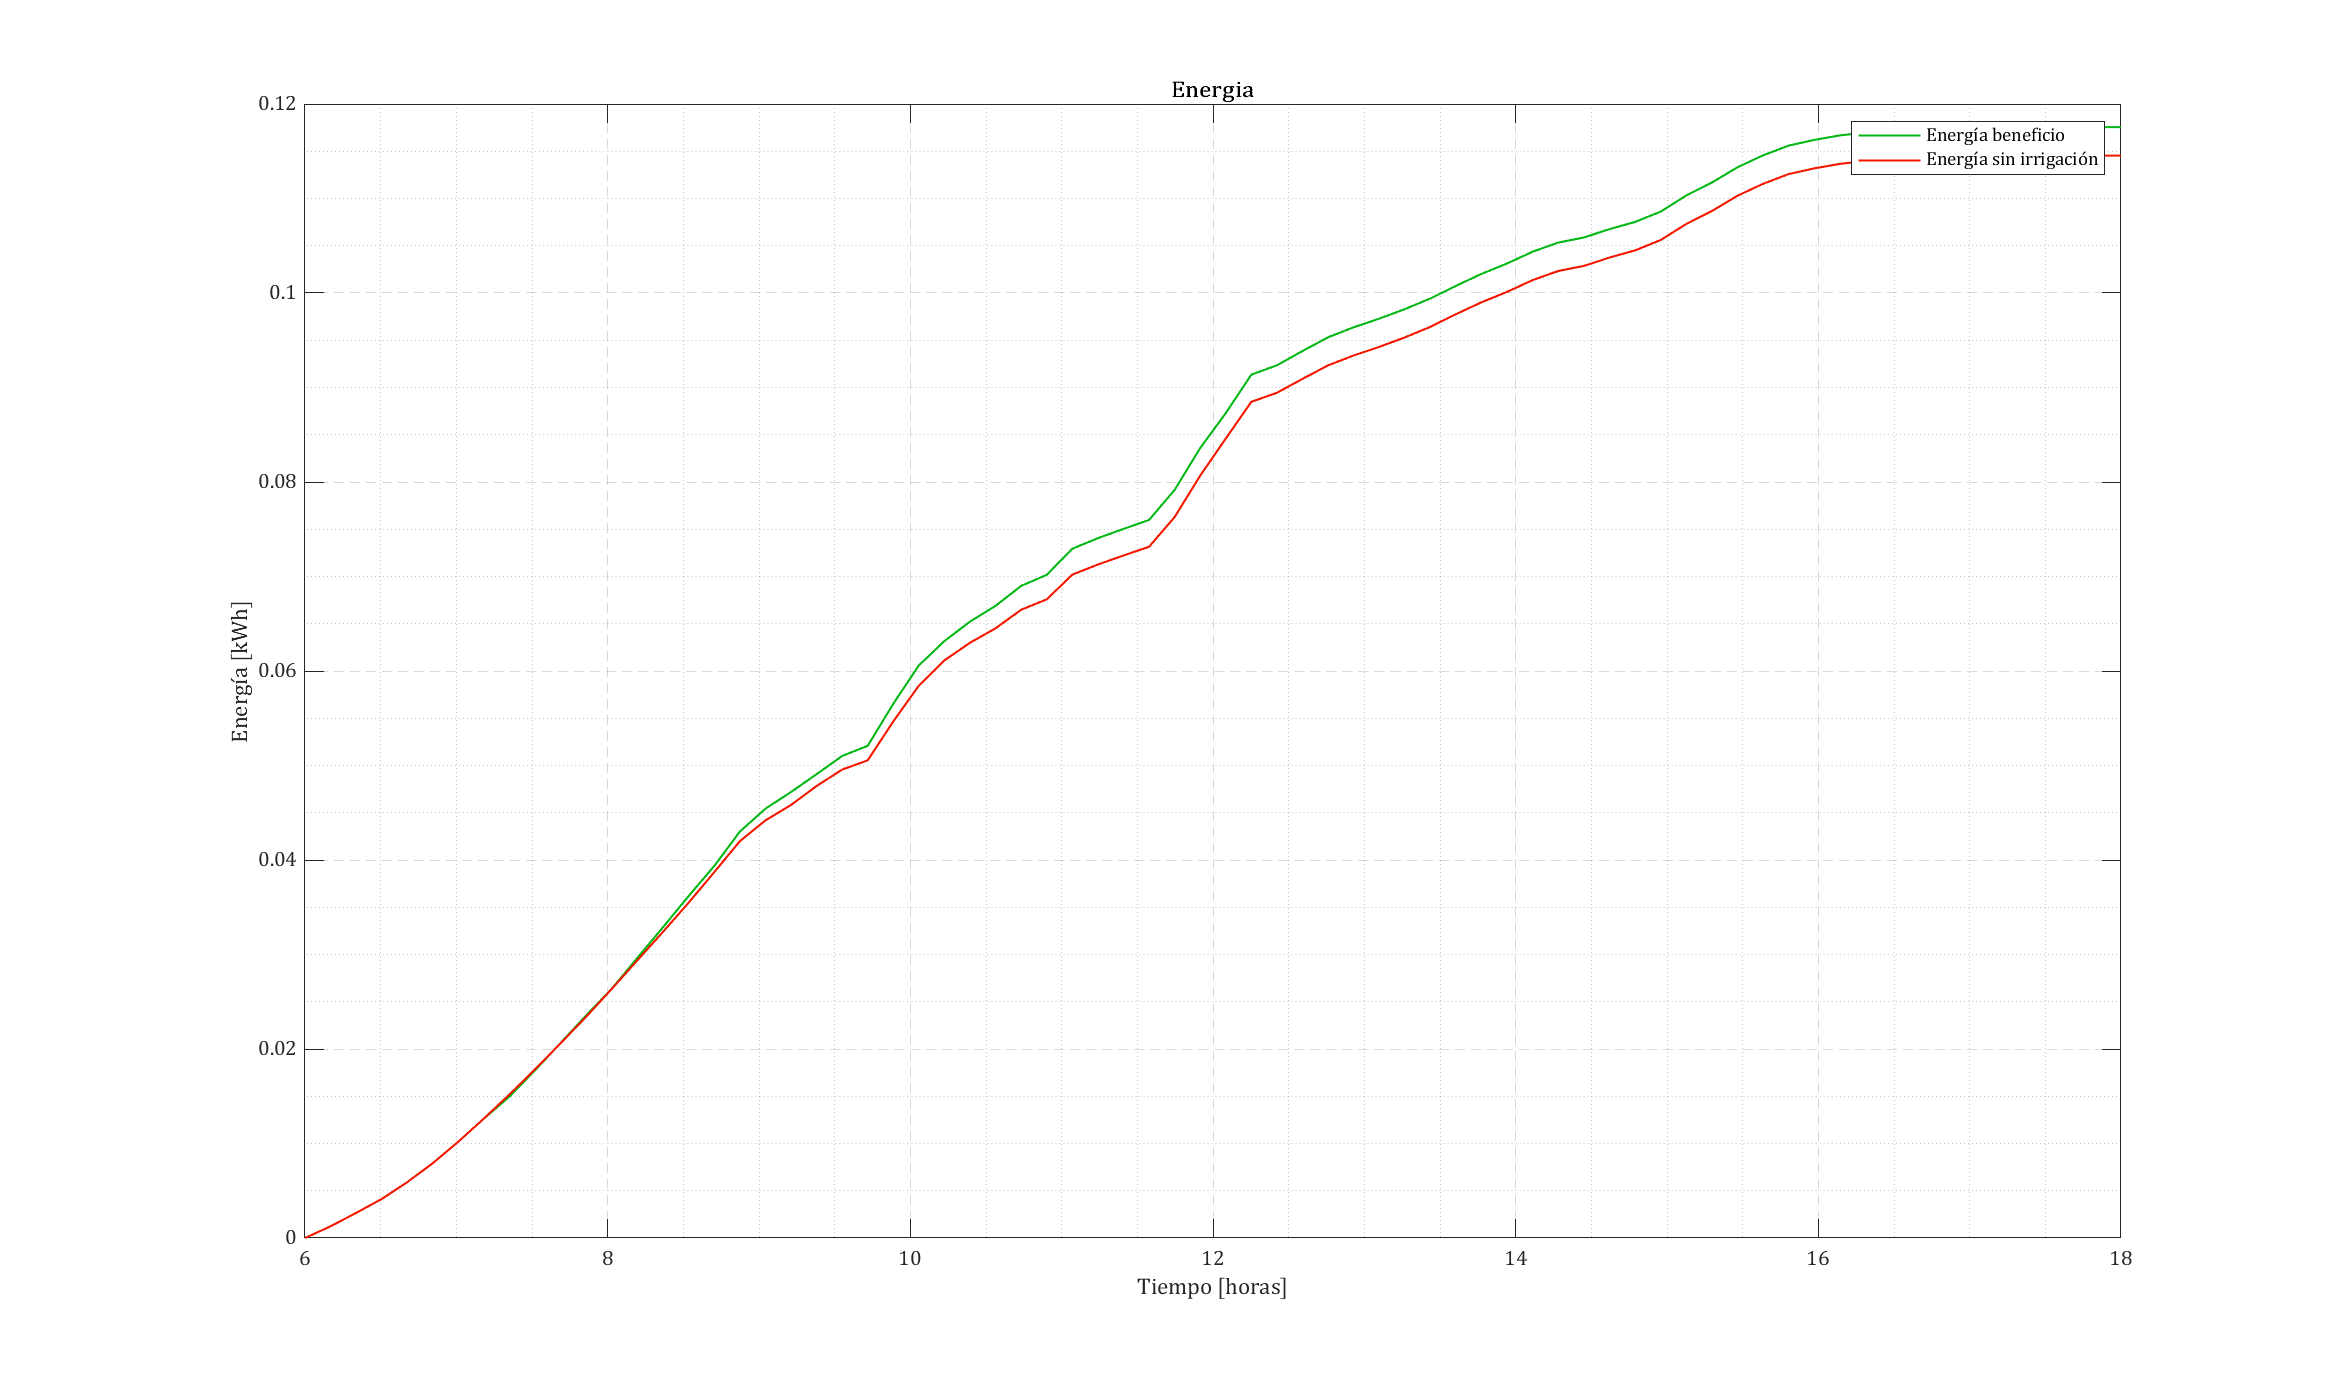 Energia
0.12
0.1
0.08
0.06
0.04
0.02
0
Energía [kWh]
6 8 10 12 14 16 18
Tiempo [horas]
Energía beneficio
Energía sin irrigación